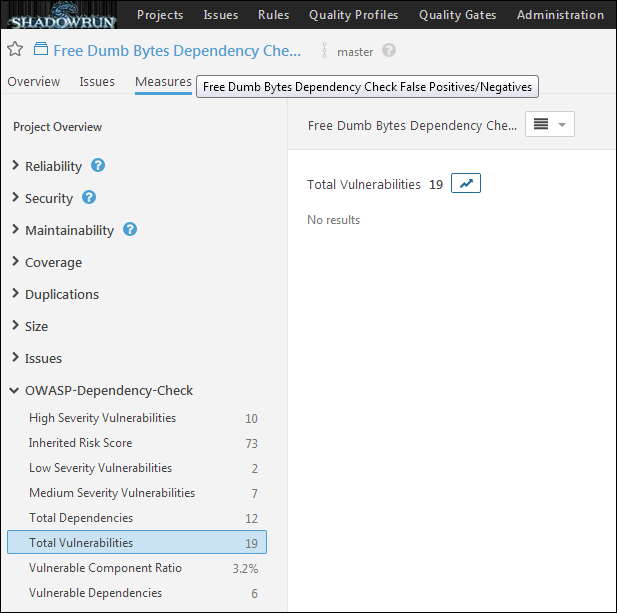 SHADOWRUN
Projects Issues Rules Quality Profiles Quality Gates Administration
Free Dumb Bytes Dependency Che... master ?
Overview Issues Measures
Free Dumb Bytes Dependency Check False Positives/Negatives
Project Overview
Reliability ?
Security ?
Maintainability ?
Coverage
Duplications
Size
Issues
OWASP-Dependency-Check
High Severity Vulnerabilities 10
Inherited Risk Score 73
Low Severity Vulnerabilities 2
Medium Severity Vulnerabilities 7
Total Dependencies 12
Total Vulnerabilities 19
Vulnerable Component Ratio 3.2%
Vulnerable Dependencies 6
Free Dumb Bytes Dependency Che...
Total Vulnerabilities 19
No results